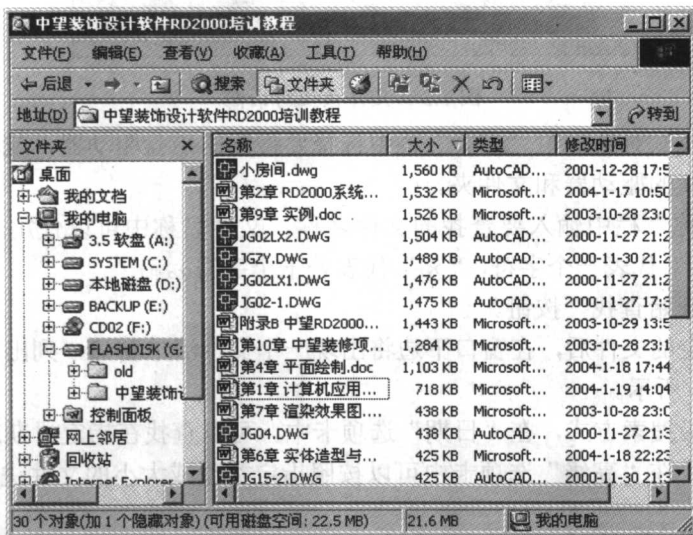 中望装饰设计软件RD2000培训教程
文件(F) 编辑(E) 查看(V) 收藏(A) 工具(T) 帮助(H)
后退 搜索 文件夹
地址(D) 中望装饰设计软件RD2000培训教程 转到
文件夹 ×
桌面
我的文档
我的电脑
3.5 软盘 (A:)
SYSTEM (C:)
本地磁盘 (D:)
BACKUP (E:)
CD02 (F:)
FLASHDISK (G:
old
中望装饰设
控制面板
网上邻居
回收站
Internet Explorer
名称 大小 类型 修改时间
小房间.dwg 1,560 KB AutoCAD... 2001-12-28 17:5
第2章 RD2000系统... 1,532 KB Microsoft... 2004-1-17 10:50
第9章 实例.doc 1,526 KB Microsoft... 2003-10-28 23:0
JG02LX2.DWG 1,504 KB AutoCAD... 2000-11-27 21:2
JGZY.DWG 1,489 KB AutoCAD... 2000-11-30 21:2
JG02LX1.DWG 1,476 KB AutoCAD... 2000-11-27 21:2
JG02-1.DWG 1,475 KB AutoCAD... 2000-11-27 17:3
附录B 中望RD2000... 1,443 KB Microsoft... 2003-10-29 13:5
第10章 中望装修项... 1,284 KB Microsoft... 2003-10-28 23:1
第4章 平面绘制.doc 1,103 KB Microsoft... 2004-1-18 17:44
第1章 计算机应用... 718 KB Microsoft... 2004-1-19 14:04
第7章 渲染效果图.... 438 KB Microsoft... 2003-10-28 23:0
JG04.DWG 430 KB AutoCAD... 2000-11-27 21:3
第6章 实体造型与... 425 KB Microsoft... 2004-1-18 22:23
JG15-2.DWG 425 KB AutoCAD... 2000-11-30 21:3
30 个对象(加 1 个隐藏对象) (可用磁盘空间: 22.5 MB) 21.6 MB 我的电脑